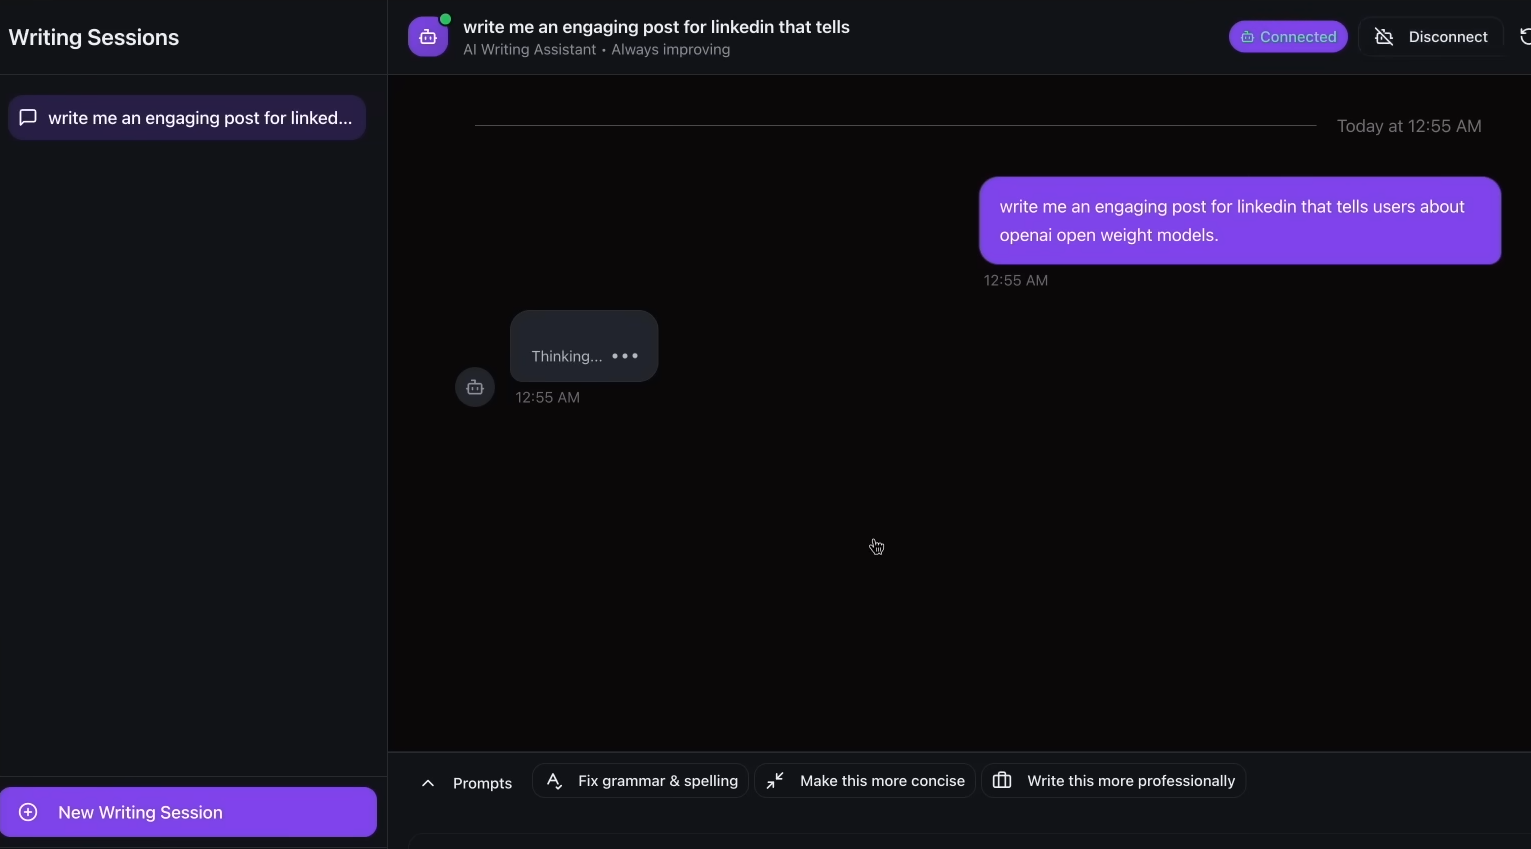 Writing Sessions
write me an engaging post for linked...
New Writing Session
write me an engaging post for linkedin that tells
AI Writing Assistant • Always improving
Connected
Disconnect
Today at 12:55 AM
write me an engaging post for linkedin that tells users about
openai open weight models.
12:55 AM
Thinking...
12:55 AM
Prompts
Fix grammar & spelling
Make this more concise
Write this more professionally